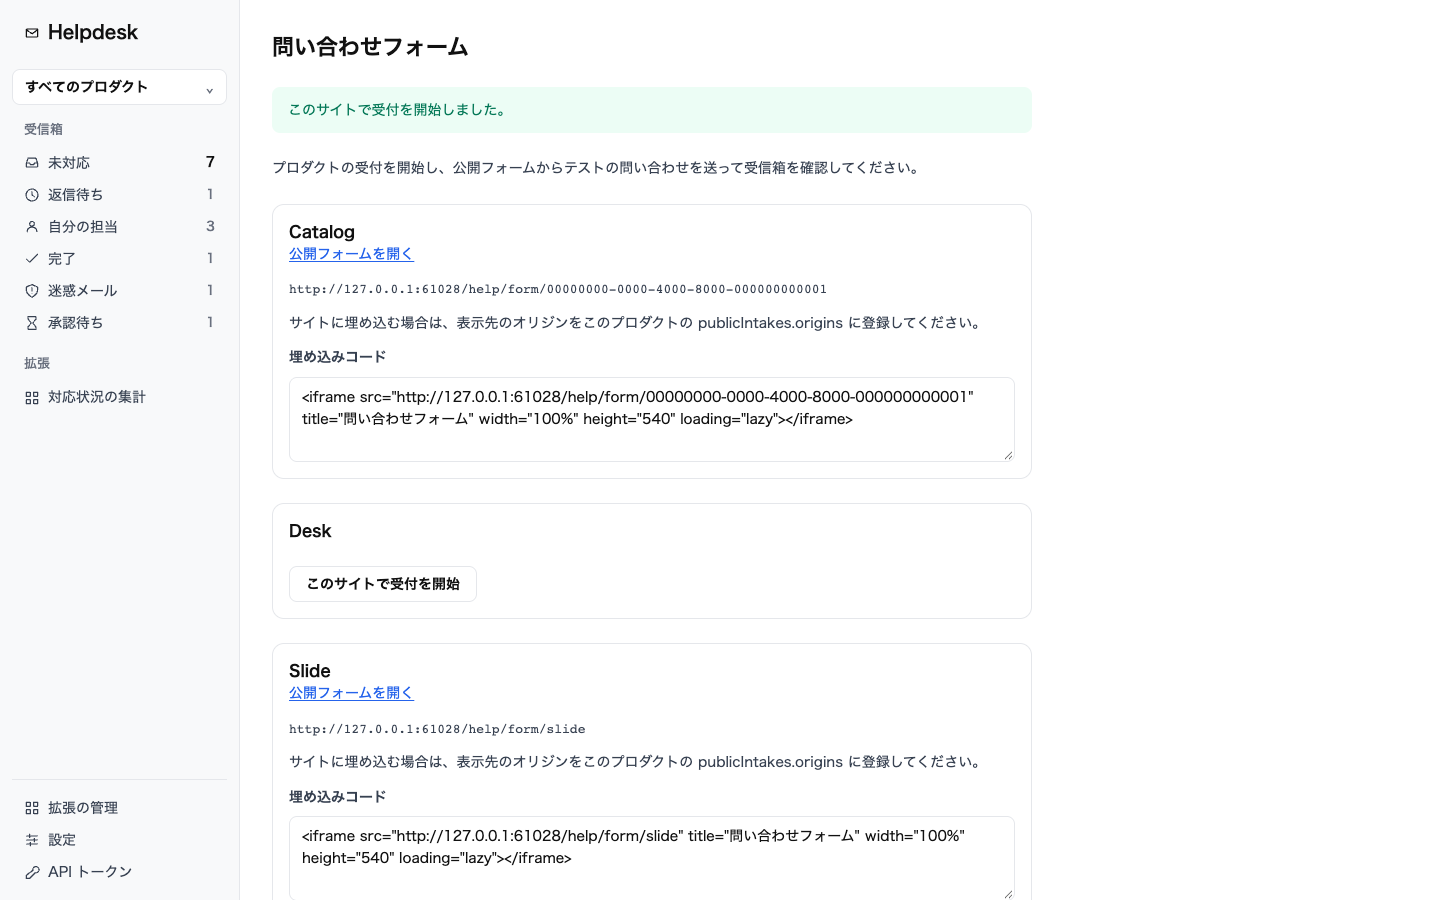 Helpdesk
すべてのプロダクト
受信箱
未対応 7
返信待ち 1
自分の担当 3
完了 1
迷惑メール 1
承認待ち 1
拡張
対応状況の集計
拡張の管理
設定
API トークン
問い合わせフォーム
このサイトで受付を開始しました。
プロダクトの受付を開始し、公開フォームからテストの問い合わせを送って受信箱を確認してください。
Catalog
公開フォームを開く
http://127.0.0.1:61028/help/form/00000000-0000-4000-8000-000000000001
サイトに埋め込む場合は、表示先のオリジンをこのプロダクトの publicIntakes.origins に登録してください。
埋め込みコード
<iframe src="http://127.0.0.1:61028/help/form/00000000-0000-4000-8000-000000000001"
title="問い合わせフォーム" width="100%" height="540" loading="lazy"></iframe>
Desk
このサイトで受付を開始
Slide
公開フォームを開く
http://127.0.0.1:61028/help/form/slide
サイトに埋め込む場合は、表示先のオリジンをこのプロダクトの publicIntakes.origins に登録してください。
埋め込みコード
<iframe src="http://127.0.0.1:61028/help/form/slide" title="問い合わせフォーム" width="100%"
height="540" loading="lazy"></iframe>